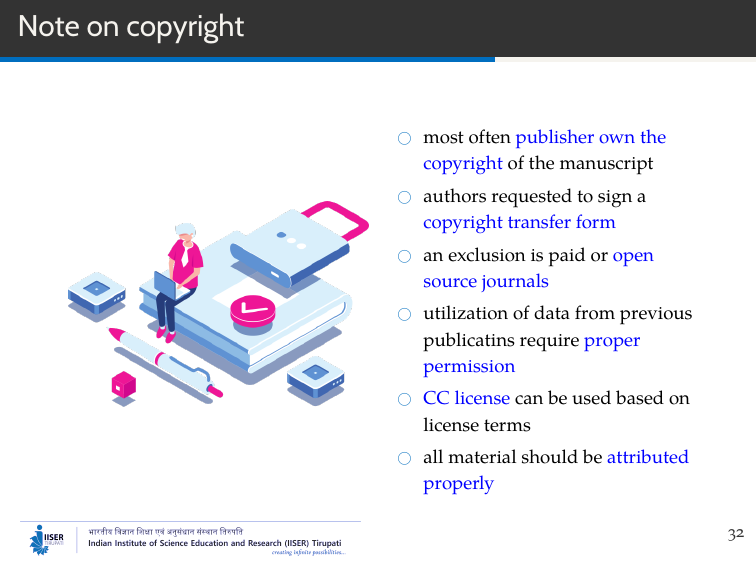 Note on copyright
most often publisher own the
copyright of the manuscript
authors requested to sign a
copyright transfer form
an exclusion is paid or open
source journals
utilization of data from previous
publicatins require proper
permission
CC license can be used based on
license terms
all material should be attributed
properly
IISER
TIRUPATI
भारतीय विज्ञान शिक्षा एवं अनुसंधान संस्थान तिरुपति
Indian Institute of Science Education and Research (IISER) Tirupati
creating infinite possibilities...
32